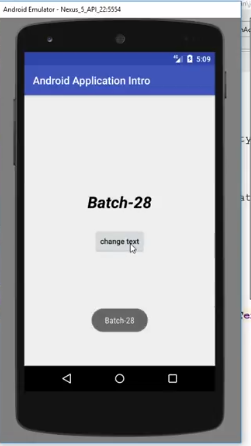 Android Emulator - Nexus_5_API_22:5554
5:09
Android Application Intro
Batch-28
change text
Batch-28